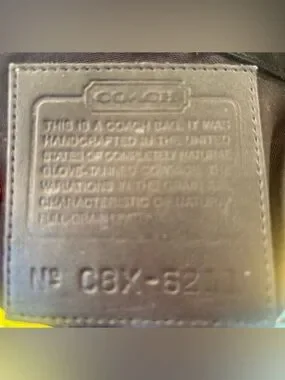 COACH
THIS IS A COACH BAG. IT WAS
HANDCRAFTED IN THE UNITED
STATES OF COMPLETELY NATURAL
GLOVE-TANNED COWHIDE. THE
VARIATIONS IN THE GRAIN ARE
CHARACTERISTIC OF NATURAL
FULL-GRAIN
Nº C6X-62